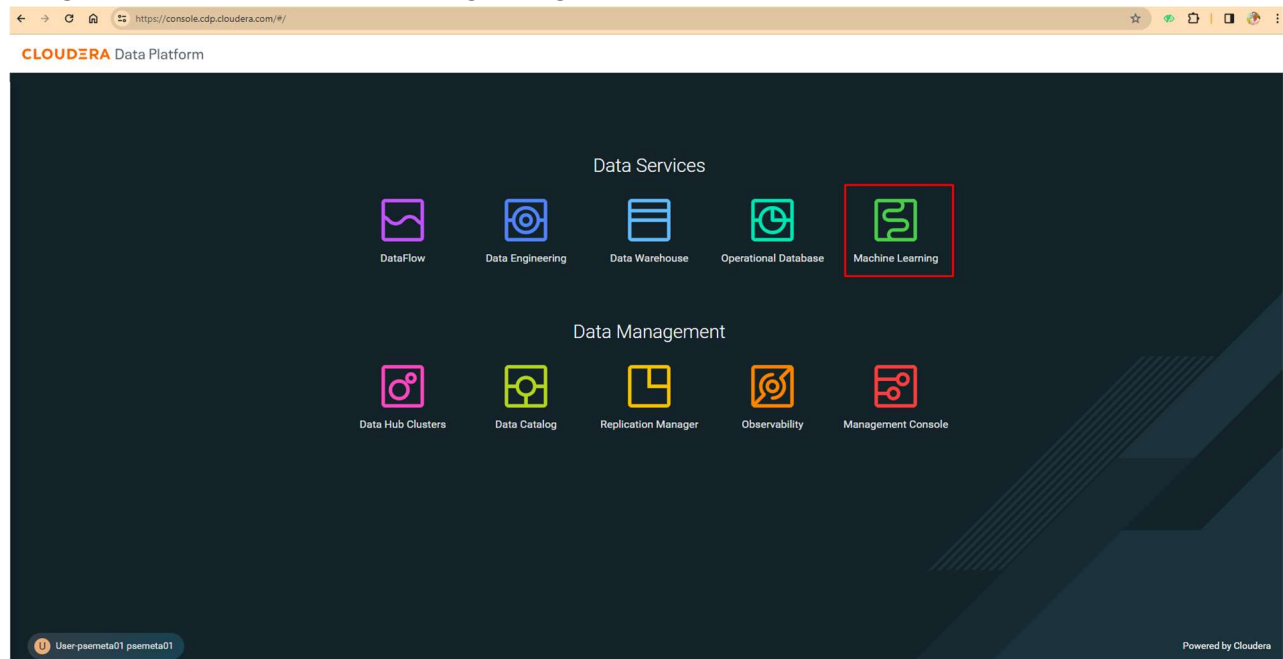 https://console.cdp.cloudera.com/#/
CLOUDERA Data Platform
Data Services
DataFlow
Data Engineering
Data Warehouse
Operational Database
Machine Learning
Data Management
Data Hub Clusters
Data Catalog
Replication Manager
Observability
Management Console
U User-psemeta01 psemeta01
Powered by Cloudera